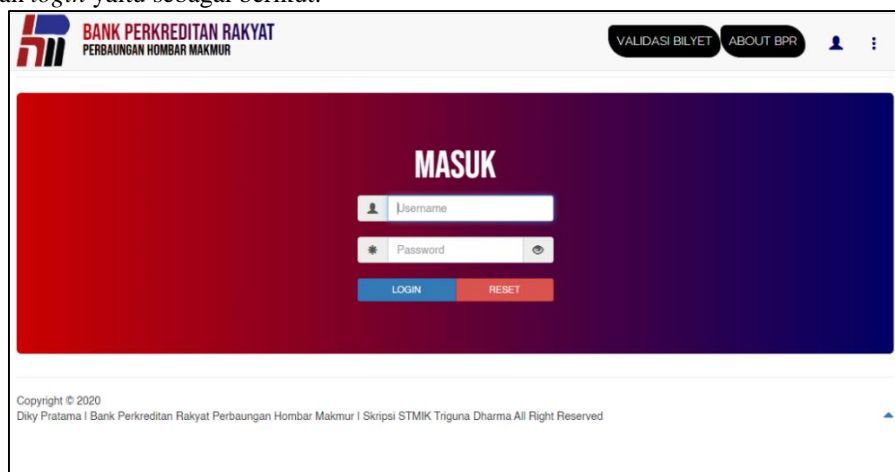 login yaitu sebagai berikut:
BANK PERKREDITAN RAKYAT
PERBAUNGAN HOMBAR MAKMUR
VALIDASI BILYET
ABOUT BPR
MASUK
Username
Password
LOGIN
RESET
Copyright © 2020
Diky Pratama | Bank Perkreditan Rakyat Perbaungan Hombar Makmur | Skripsi STMIK Triguna Dharma All Right Reserved